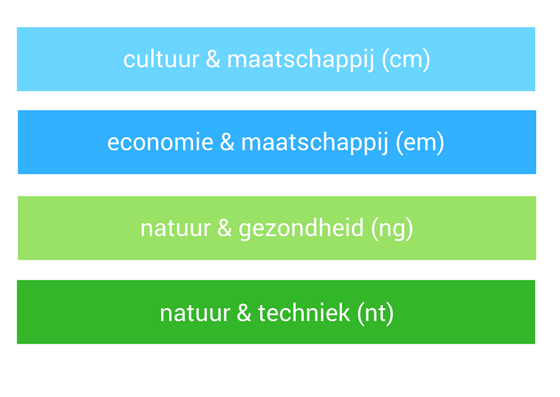 cultuur & maatschappij (cm)
economie & maatschappij (em)
natuur & gezondheid (ng)
natuur & techniek (nt)